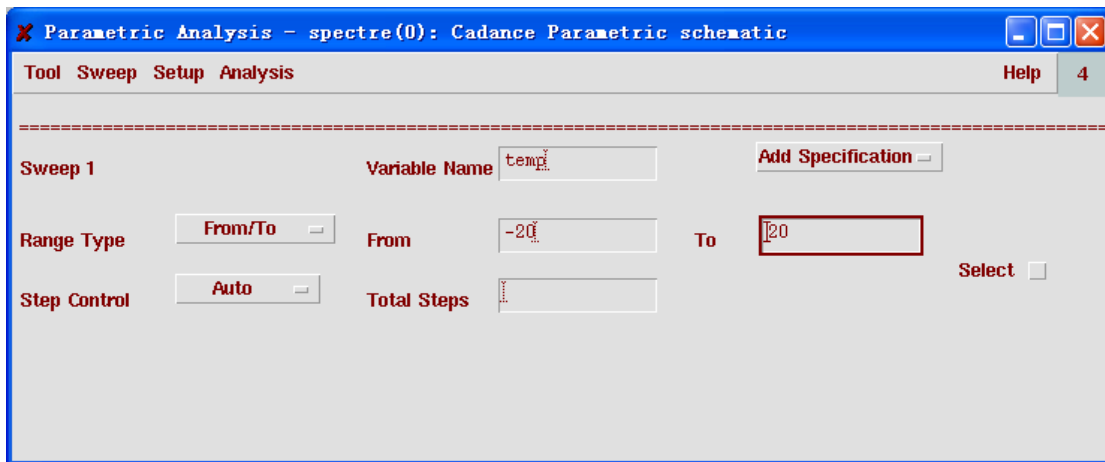 Parametric Analysis - spectre(0): Cadance Parametric schematic
Tool Sweep Setup Analysis Help 4
Sweep 1 Variable Name temp Add Specification
Range Type From/To From -20 To 20
Select
Step Control Auto Total Steps